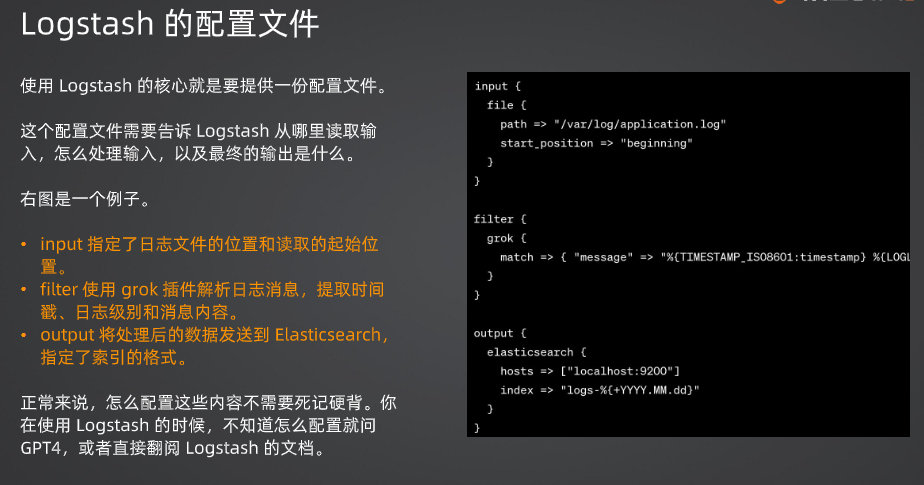 Logstash 的配置文件
使用 Logstash 的核心就是要提供一份配置文件。
这个配置文件需要告诉 Logstash 从哪里读取输
入，怎么处理输入，以及最终的输出是什么。
右图是一个例子。
• input 指定了日志文件的位置和读取的起始位
置。
• filter 使用 grok 插件解析日志消息，提取时间
戳、日志级别和消息内容。
• output 将处理后的数据发送到 Elasticsearch，
指定了索引的格式。
正常来说，怎么配置这些内容不需要死记硬背。你
在使用 Logstash 的时候，不知道怎么配置就问
GPT4，或者直接翻阅 Logstash 的文档。
input {
file {
path => "/var/log/application.log"
start_position => "beginning"
}
}
filter {
grok {
match => { "message" => "%{TIMESTAMP_ISO8601:timestamp} %{LOGL
}
}
output {
elasticsearch {
hosts => ["localhost:9200"]
index => "logs-%{+YYYY.MM.dd}"
}
}